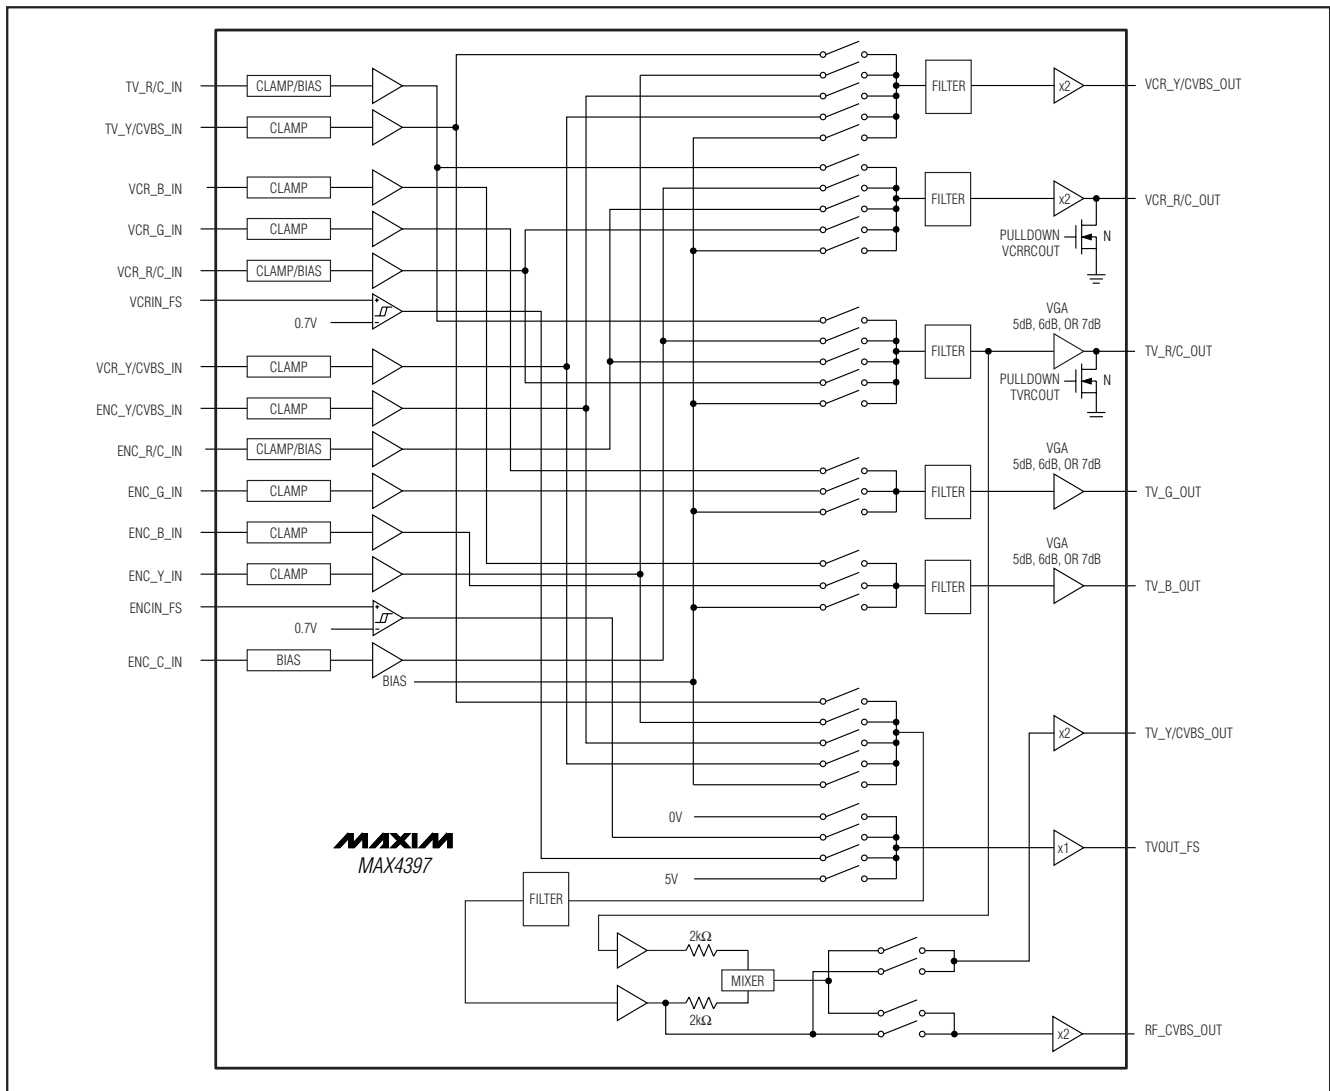 TV_R/C_IN
CLAMP/BIAS
FILTER
x2
VCR_Y/CVBS_OUT
TV_Y/CVBS_IN
CLAMP
VCR_B_IN
CLAMP
FILTER
x2
VCR_R/C_OUT
VCR_G_IN
CLAMP
PULLDOWN
VCRRCOUT
N
VCR_R/C_IN
CLAMP/BIAS
VCRIN_FS
+
0.7V
-
VGA
5dB, 6dB, OR 7dB
FILTER
TV_R/C_OUT
VCR_Y/CVBS_IN
CLAMP
PULLDOWN
TVRCOUT
N
ENC_Y/CVBS_IN
CLAMP
ENC_R/C_IN
CLAMP/BIAS
VGA
5dB, 6dB, OR 7dB
ENC_G_IN
CLAMP
FILTER
TV_G_OUT
ENC_B_IN
CLAMP
VGA
5dB, 6dB, OR 7dB
ENC_Y_IN
CLAMP
FILTER
TV_B_OUT
ENCIN_FS
+
0.7V
-
ENC_C_IN
BIAS
BIAS
x2
TV_Y/CVBS_OUT
0V
MAXIM
MAX4397
x1
TVOUT_FS
5V
FILTER
2kΩ
MIXER
2kΩ
x2
RF_CVBS_OUT